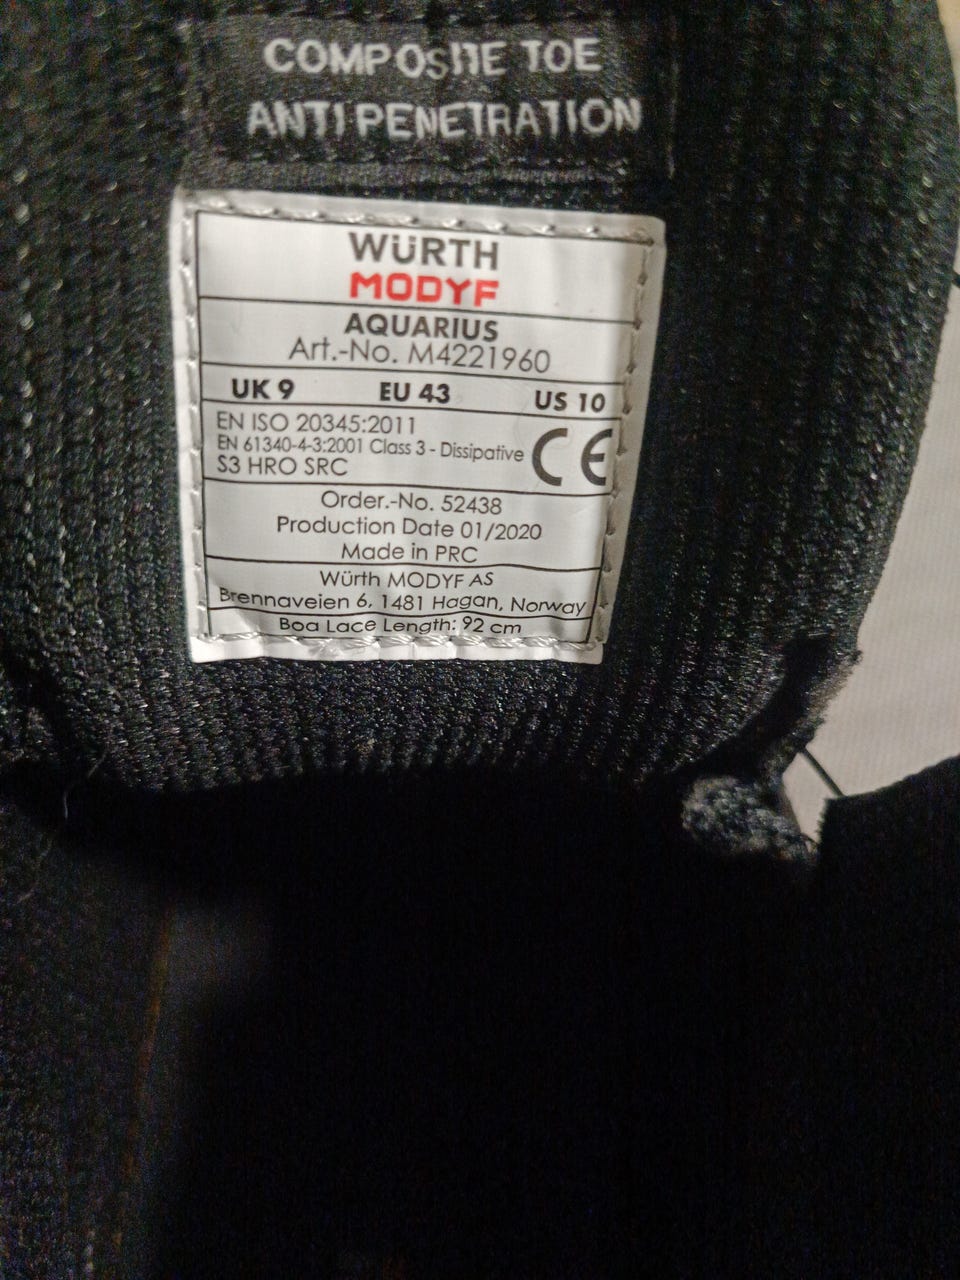 COMPOSITE TOE
ANTI PENETRATION
WÜRTH
MODYF
AQUARIUS
Art.-No. M4221960
UK 9 EU 43 US 10
EN ISO 20345:2011
EN 61340-4-3:2001 Class 3 - Dissipative
S3 HRO SRC
CE
Order.-No. 52438
Production Date 01/2020
Made in PRC
Würth MODYF AS
Brennaveien 6, 1481 Hagan, Norway
Boa Lace Length: 92 cm